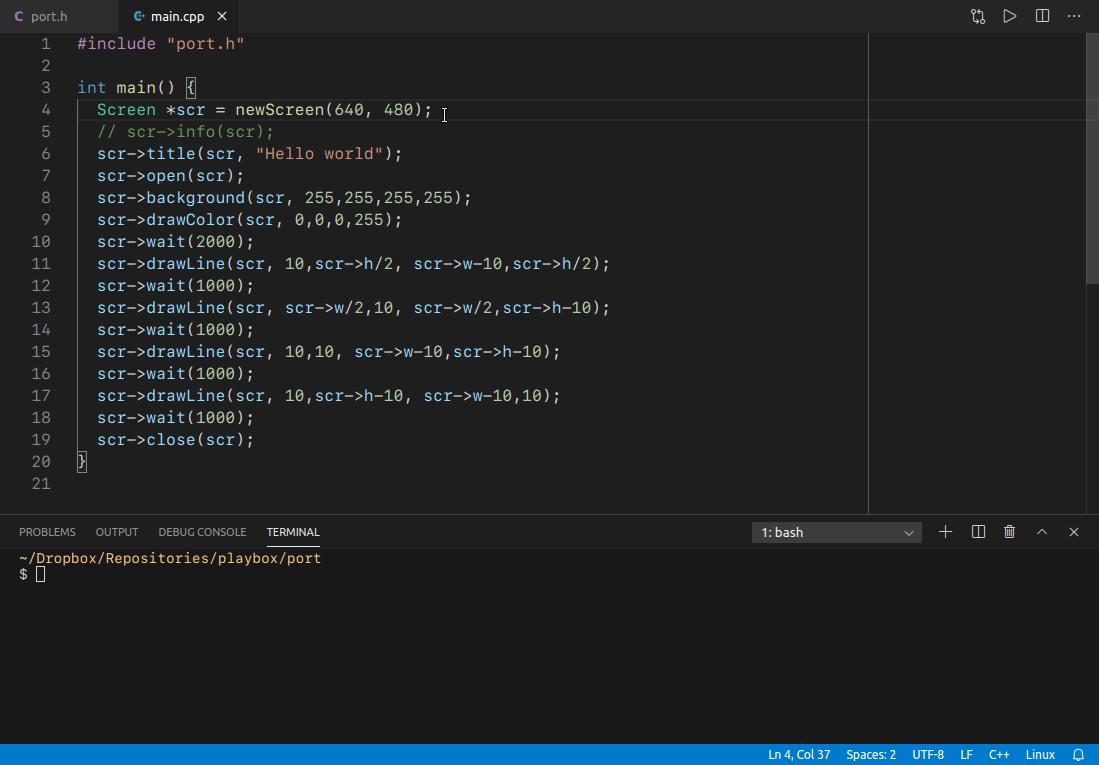 C port.h
C+ main.cpp
1 #include "port.h"
2
3 int main() {
4   Screen *scr = newScreen(640, 480);
5   // scr->info(scr);
6   scr->title(scr, "Hello world");
7   scr->open(scr);
8   scr->background(scr, 255,255,255,255);
9   scr->drawColor(scr, 0,0,0,255);
10   scr->wait(2000);
11   scr->drawLine(scr, 10,scr->h/2, scr->w-10,scr->h/2);
12   scr->wait(1000);
13   scr->drawLine(scr, scr->w/2,10, scr->w/2,scr->h-10);
14   scr->wait(1000);
15   scr->drawLine(scr, 10,10, scr->w-10,scr->h-10);
16   scr->wait(1000);
17   scr->drawLine(scr, 10,scr->h-10, scr->w-10,10);
18   scr->wait(1000);
19   scr->close(scr);
20 }
21
PROBLEMS OUTPUT DEBUG CONSOLE TERMINAL 1: bash
~/Dropbox/Repositories/playbox/port
$
Ln 4, Col 37 Spaces: 2 UTF-8 LF C++ Linux